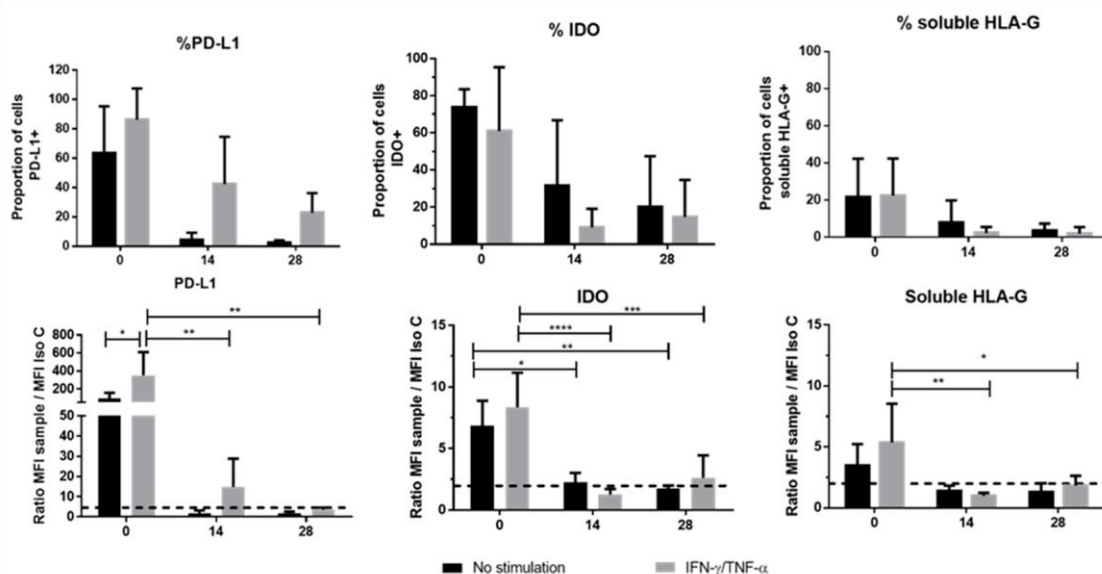 %PD-L1
Proportion of cells
PD-L1+
120
100
80
60
40
20
0
0 14 28
% IDO
Proportion of cells
IDO+
100
80
60
40
20
0
0 14 28
% soluble HLA-G
Proportion of cells
soluble HLA-G+
100
80
60
40
20
0
0 14 28
PD-L1
Ratio MFI sample / MFI Iso C
800
600
400
200
50
40
30
20
10
0
*
**
**
0 14 28
IDO
Ratio MFI sample / MFI Iso C
15
10
5
0
***
****
**
*
0 14 28
Soluble HLA-G
Ratio MFI sample / MFI Iso C
15
10
5
0
*
**
0 14 28
No stimulation IFN-γ/TNF-α